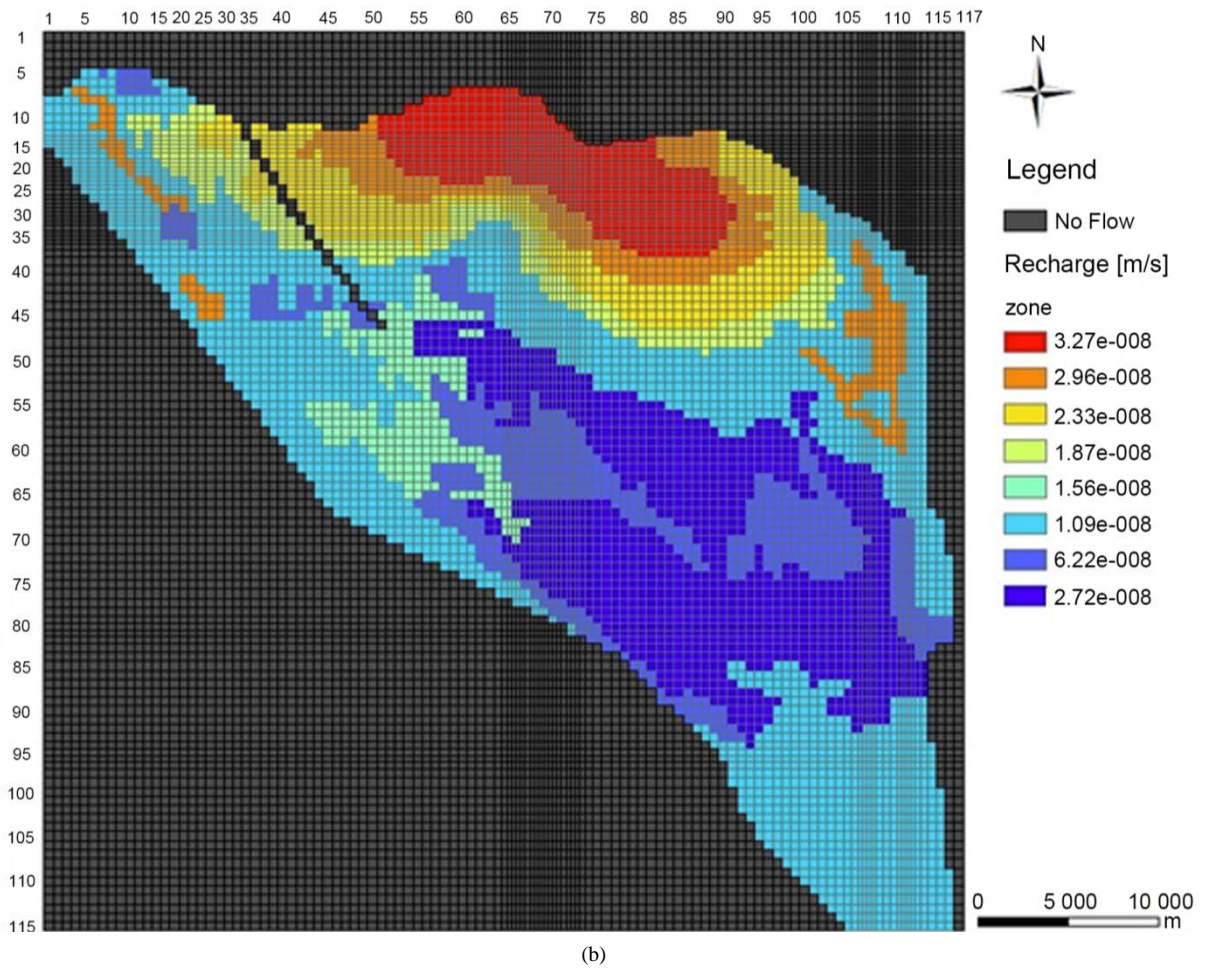 1 5 10 15 20 25 30 35 40 45 50 55 60 65 70 75 80 85 90 95 100 105 110 115 117
1
5
10
15
20
25
30
35
40
45
50
55
60
65
70
75
80
85
90
95
100
105
110
115
N
Legend
No Flow
Recharge [m/s]
zone
3.27e-008
2.96e-008
2.33e-008
1.87e-008
1.56e-008
1.09e-008
6.22e-008
2.72e-008
0 5 000 10 000
m
(b)